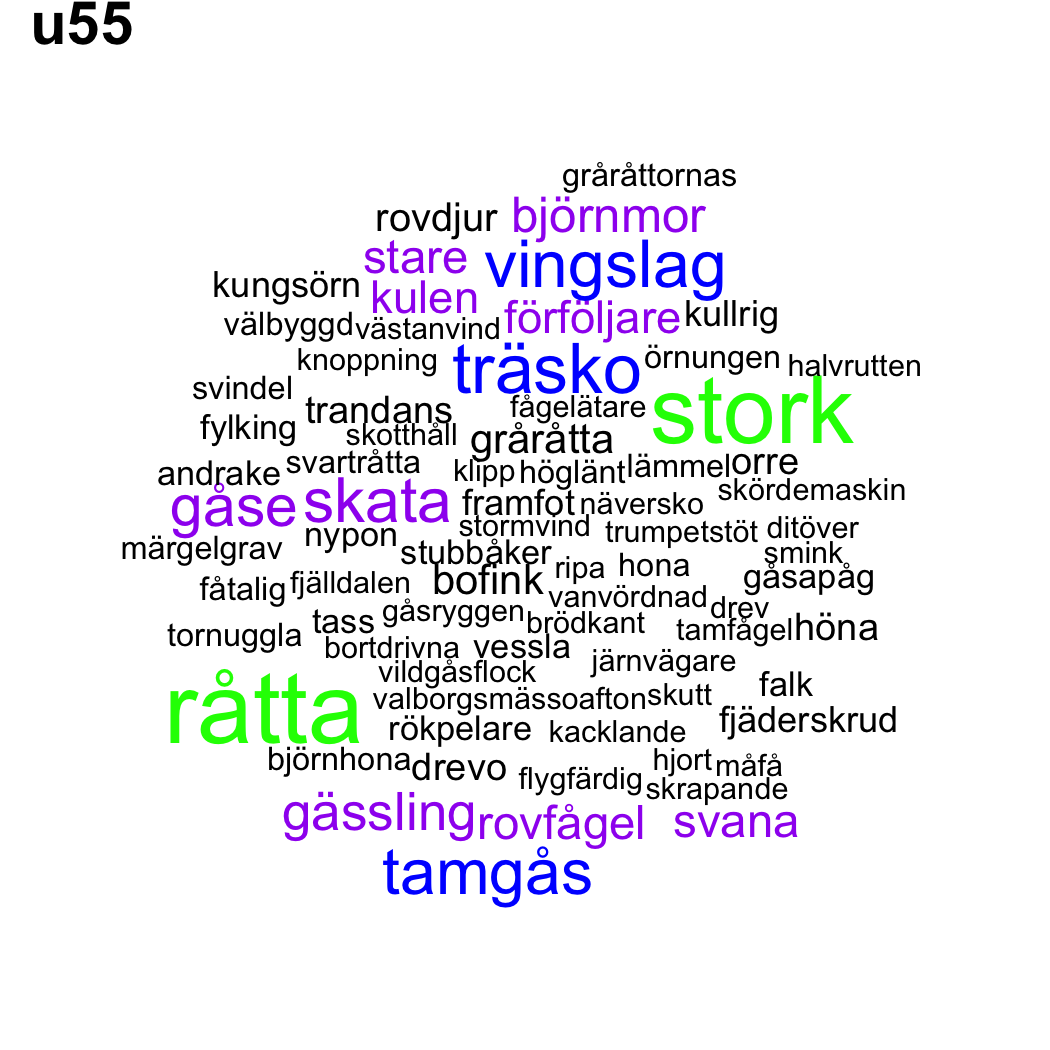 u55
gråråttornas
rovdjur björnmor
stare vingslag
kungsörn kulen förföljare kullrig
välbyggd västanvind
knoppning träsko örnungen halvrutten
svindel trandans fågelätare stork
fylking skotthåll gråråtta
andrake svartråtta klipp höglänt lämmel orre
gåse skata framfot näversko skördemaskin
nypon stormvind trumpetstöt ditöver
märgelgrav stubbåker ripa hona smink
fåtalig fjälldalen bofink vanvördnad gåsapåg
tornuggla tass gåsryggen brödkant drev tamfågel höna
bortdrivna vessla järnvägare
råtta vildgåsflock valborgsmässoafton skutt falk
rökpelare kacklande fjäderskrud
björnhona drevo flygfärdig hjort måfå
skrapande
gässling rovfågel svana
tamgås